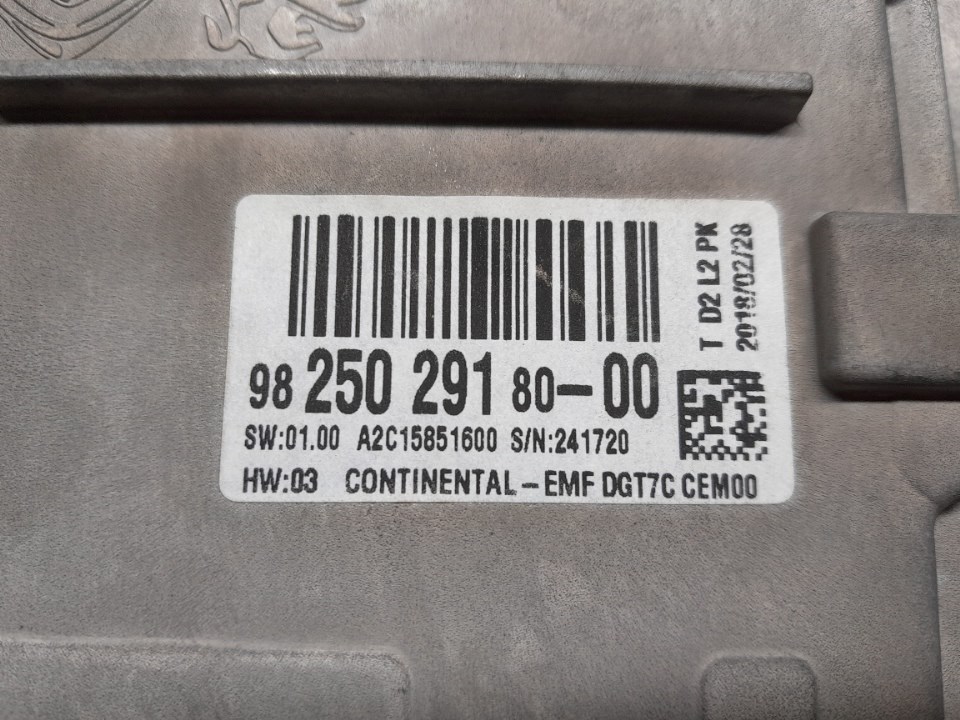 98 250 291 80-00
SW:01.00 A2C15851600 S/N:241720
HW:03 CONTINENTAL-EMF DGT7C CEM00
T D2 L2 PK
2018/02/28